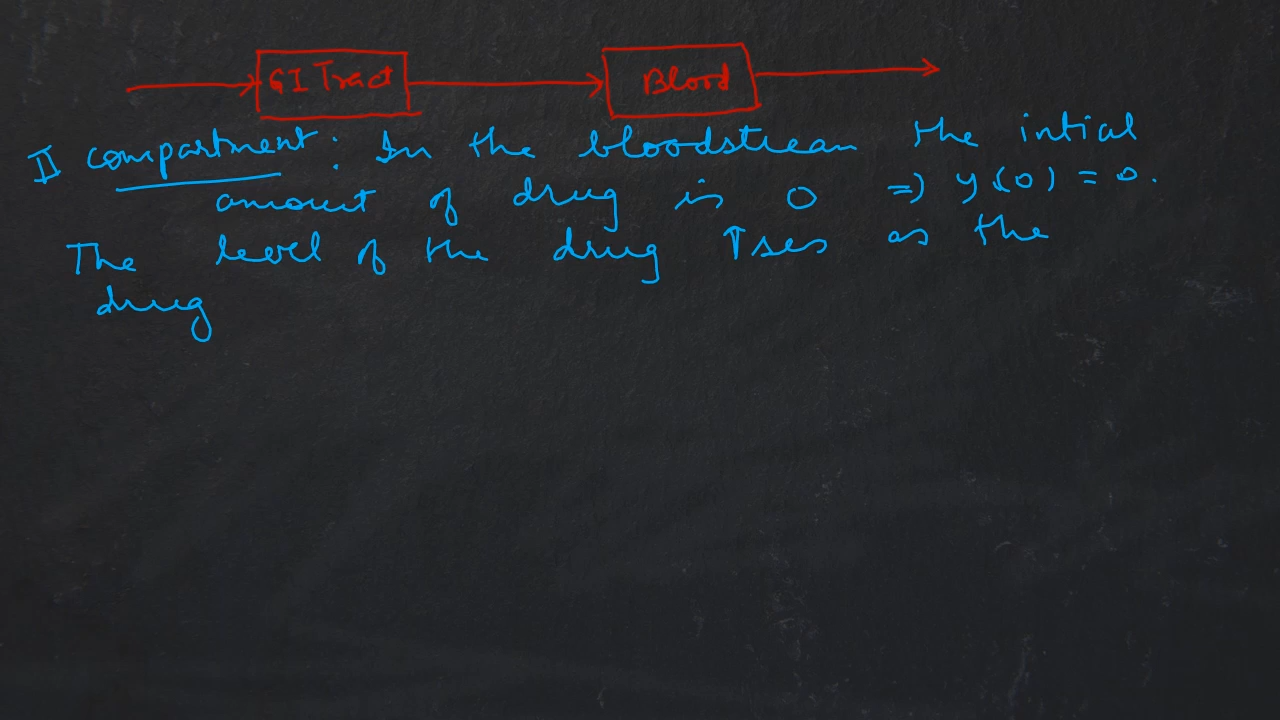 GI Tract Blood
II compartment : In the bloodstream the intial
amount of drug is 0 => y(0) = 0.
The level of the drug ↑ses as the
drug